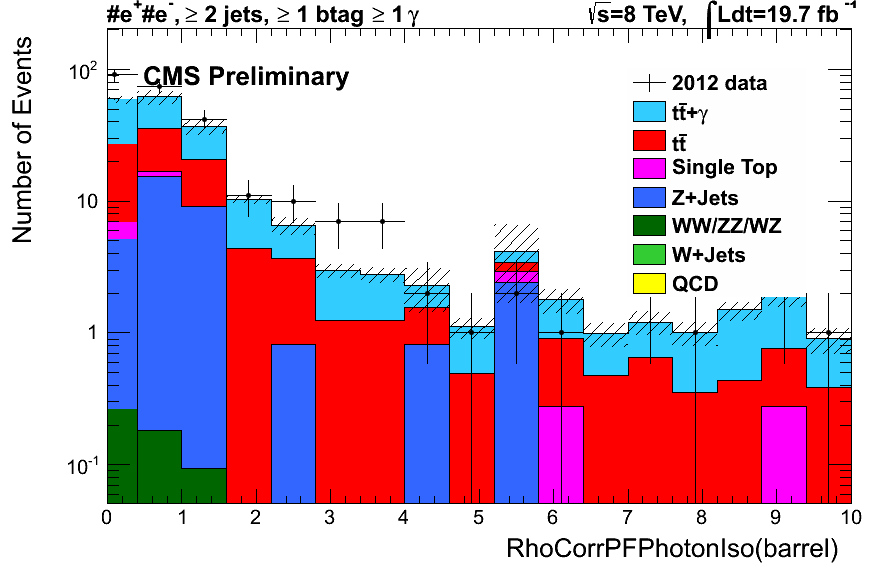 #e⁺#e⁻, ≥ 2 jets, ≥ 1 btag ≥ 1 γ √s=8 TeV, ∫Ldt=19.7 fb⁻¹
CMS Preliminary
2012 data
tt̄+γ
tt̄
Single Top
Z+Jets
WW/ZZ/WZ
W+Jets
QCD
Number of Events
10²
10
1
10⁻¹
0 1 2 3 4 5 6 7 8 9 10
RhoCorrPFPhotonIso(barrel)